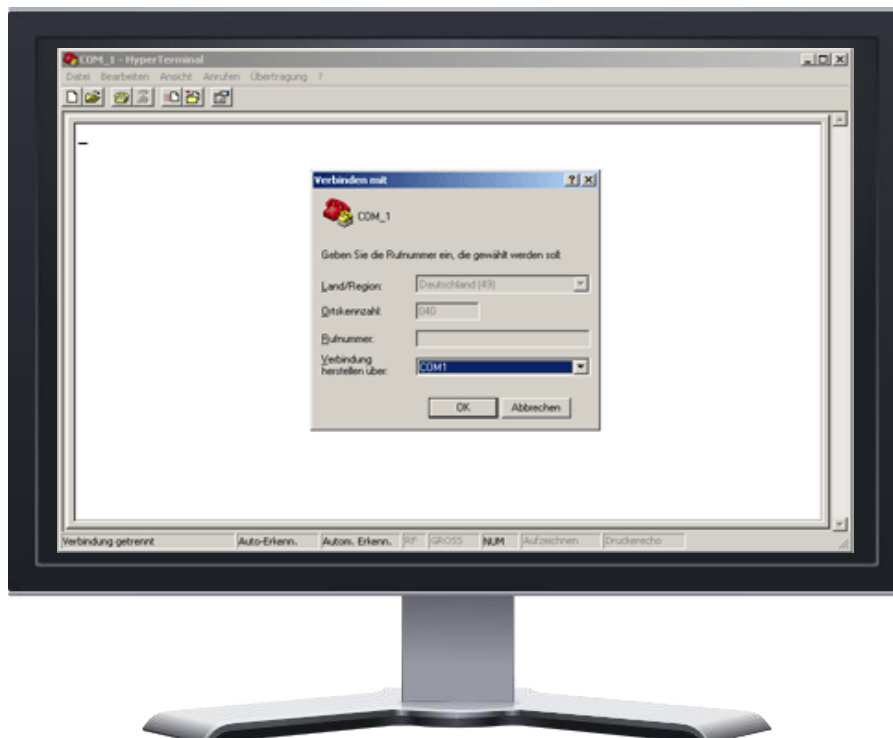 COM_1 - HyperTerminal
Datei Bearbeiten Ansicht Anrufen Übertragung ?
Verbinden mit
COM_1
Geben Sie die Rufnummer ein, die gewählt werden soll:
Land/Region: Deutschland (49)
Ortskennzahl: 040
Rufnummer:
Verbindung
herstellen über: COM1
OK Abbrechen
Verbindung getrennt Auto-Erkenn. Autom. Erkenn. RF GROSS NUM Aufzeichnen Druckerecho